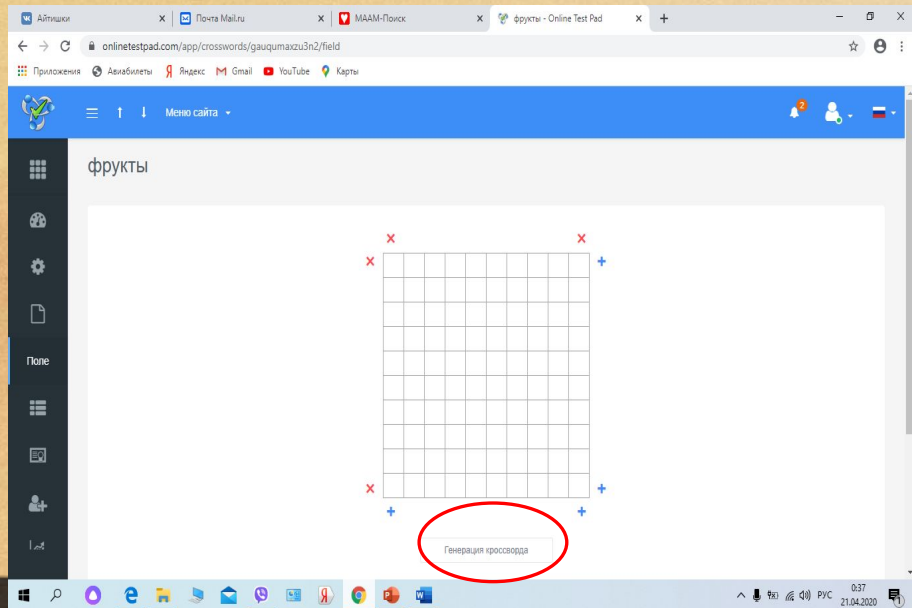 Айтишки
Почта Mail.ru
МААМ-Поиск
фрукты - Online Test Pad
onlinetestpad.com/app/crosswords/gauqumaxzu3n2/field
Приложения Авиабилеты Яндекс Gmail YouTube Карты
Меню сайта
2
фрукты
Поле
Генерация кроссворда
РУС
0:37
21.04.2020
1